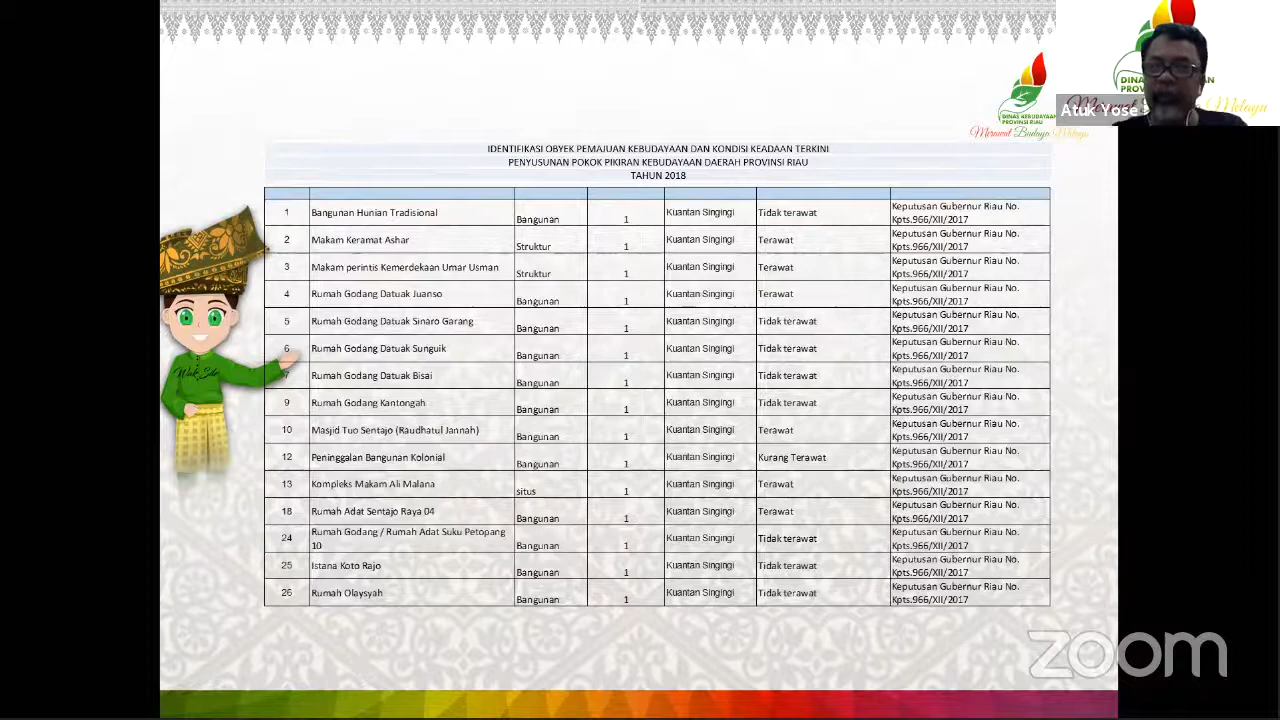 DINAS KEBUDAYAAN
PROVINSI RIAU
Merawat Budaya Melayu
Atuk Yose
IDENTIFIKASI OBYEK PEMAJUAN KEBUDAYAAN DAN KONDISI KEADAAN TERKINI
PENYUSUNAN POKOK PIKIRAN KEBUDAYAAN DAERAH PROVINSI RIAU
TAHUN 2018
1 Bangunan Hunian Tradisional Bangunan 1 Kuantan Singingi Tidak terawat Keputusan Gubernur Riau No. Kpts.966/XII/2017
2 Makam Keramat Ashar Struktur 1 Kuantan Singingi Terawat Keputusan Gubernur Riau No. Kpts.966/XII/2017
3 Makam perintis Kemerdekaan Umar Usman Struktur 1 Kuantan Singingi Terawat Keputusan Gubernur Riau No. Kpts.966/XII/2017
4 Rumah Godang Datuak Juanso Bangunan 1 Kuantan Singingi Terawat Keputusan Gubernur Riau No. Kpts.966/XII/2017
5 Rumah Godang Datuak Sinaro Garang Bangunan 1 Kuantan Singingi Tidak terawat Keputusan Gubernur Riau No. Kpts.966/XII/2017
6 Rumah Godang Datuak Sunguik Bangunan 1 Kuantan Singingi Tidak terawat Keputusan Gubernur Riau No. Kpts.966/XII/2017
7 Rumah Godang Datuak Bisai Bangunan 1 Kuantan Singingi Tidak terawat Keputusan Gubernur Riau No. Kpts.966/XII/2017
9 Rumah Godang Kantongah Bangunan 1 Kuantan Singingi Tidak terawat Keputusan Gubernur Riau No. Kpts.966/XII/2017
10 Masjid Tuo Sentajo (Raudhatul Jannah) Bangunan 1 Kuantan Singingi Terawat Keputusan Gubernur Riau No. Kpts.966/XII/2017
12 Peninggalan Bangunan Kolonial Bangunan 1 Kuantan Singingi Kurang Terawat Keputusan Gubernur Riau No. Kpts.966/XII/2017
13 Kompleks Makam Ali Malana situs 1 Kuantan Singingi Terawat Keputusan Gubernur Riau No. Kpts.966/XII/2017
18 Rumah Adat Sentajo Raya 04 Bangunan 1 Kuantan Singingi Terawat Keputusan Gubernur Riau No. Kpts.966/XII/2017
24 Rumah Godang / Rumah Adat Suku Petopang 10 Bangunan 1 Kuantan Singingi Tidak terawat Keputusan Gubernur Riau No. Kpts.966/XII/2017
25 Istana Koto Rajo Bangunan 1 Kuantan Singingi Tidak terawat Keputusan Gubernur Riau No. Kpts.966/XII/2017
26 Rumah Olaysyah Bangunan 1 Kuantan Singingi Tidak terawat Keputusan Gubernur Riau No. Kpts.966/XII/2017
zoom